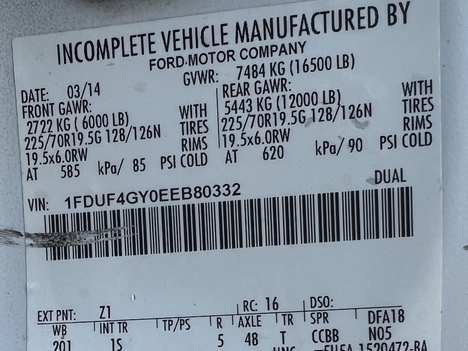 INCOMPLETE VEHICLE MANUFACTURED BY
FORD MOTOR COMPANY
DATE: 03/14 GVWR: 7484 KG (16500 LB)
FRONT GAWR: REAR GAWR:
2722 KG ( 6000 LB) WITH 5443 KG (12000 LB) WITH
225/70R19.5G 128/126N TIRES 225/70R19.5G 128/126N TIRES
19.5x6.0RW RIMS 19.5x6.0RW RIMS
AT 585 kPa/ 85 PSI COLD AT 620 kPa/ 90 PSI COLD
VIN: 1FDUF4GY0EEB80332 DUAL
EXT PNT: Z1 RC: 16 DSO:
WB INT TR TP/PS R AXLE TR SPR DFA18
201 1S 5 48 T CCBB N05